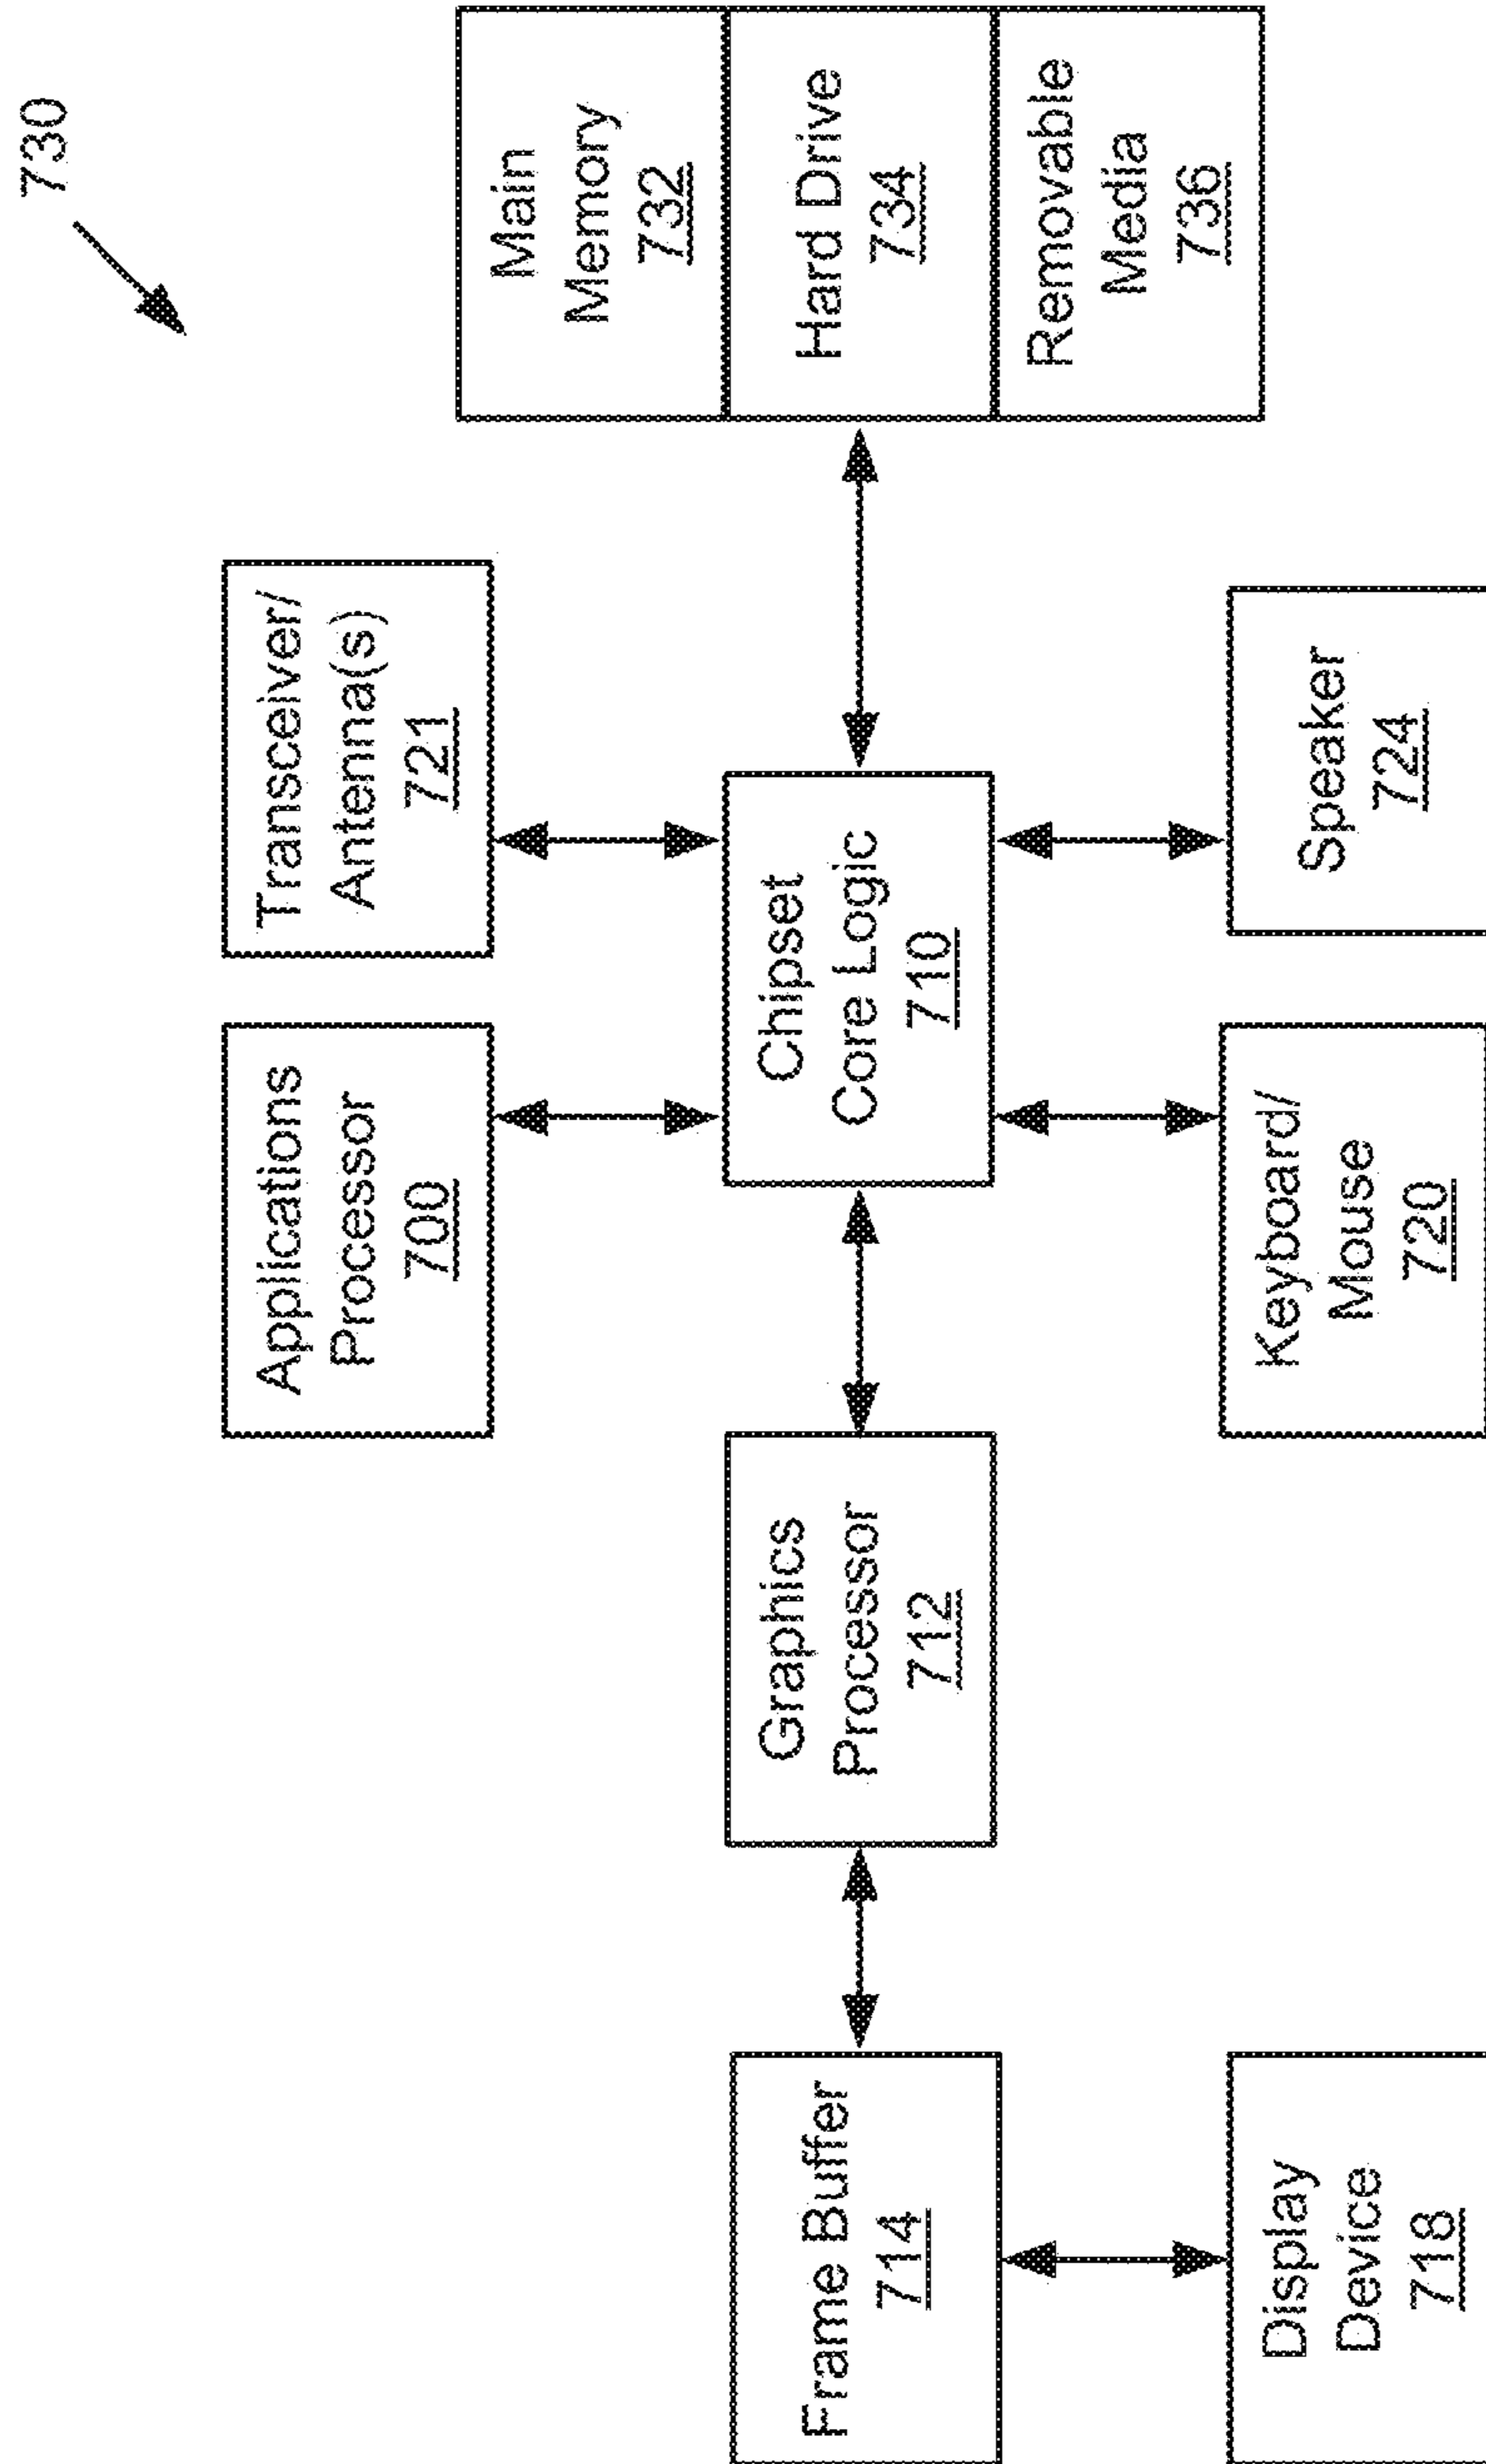 730
Applications
Processor
700
Transceiver/
Antenna(s)
721
Main
Memory
732
Hard Drive
734
Removable
Media
736
Frame Buffer
714
Graphics
Processor
712
Chipset
Core Logic
710
Display
Device
718
Keyboard/
Mouse
720
Speaker
724